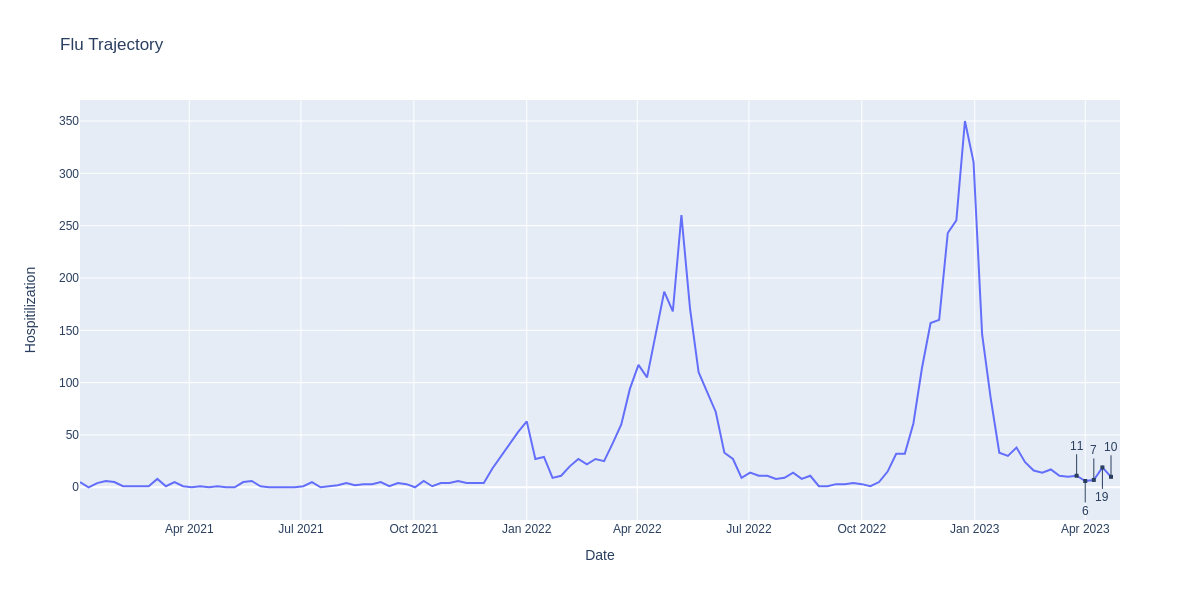 Flu Trajectory
350
300
250
200
150
100
50
0
Hospitilization
11
7
10
19
6
Apr 2021
Jul 2021
Oct 2021
Jan 2022
Apr 2022
Jul 2022
Oct 2022
Jan 2023
Apr 2023
Date